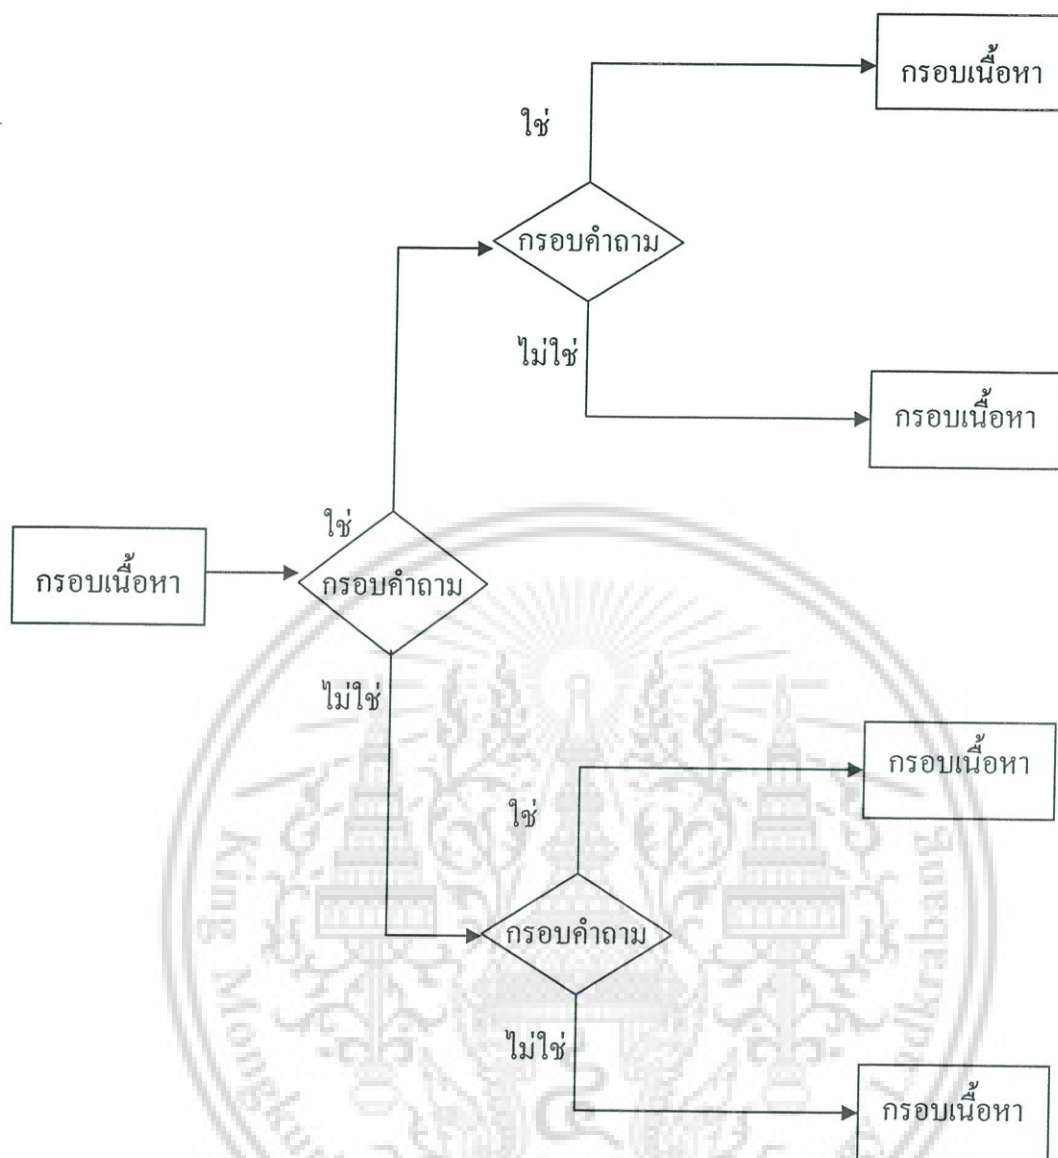 กรอบเนื้อหา
ใช่
กรอบคำถาม
ไม่ใช่
กรอบเนื้อหา
ใช่
กรอบเนื้อหา
กรอบคำถาม
ไม่ใช่
กรอบเนื้อหา
ใช่
กรอบคำถาม
ไม่ใช่
กรอบเนื้อหา
King Mongkut
Ladkrabang